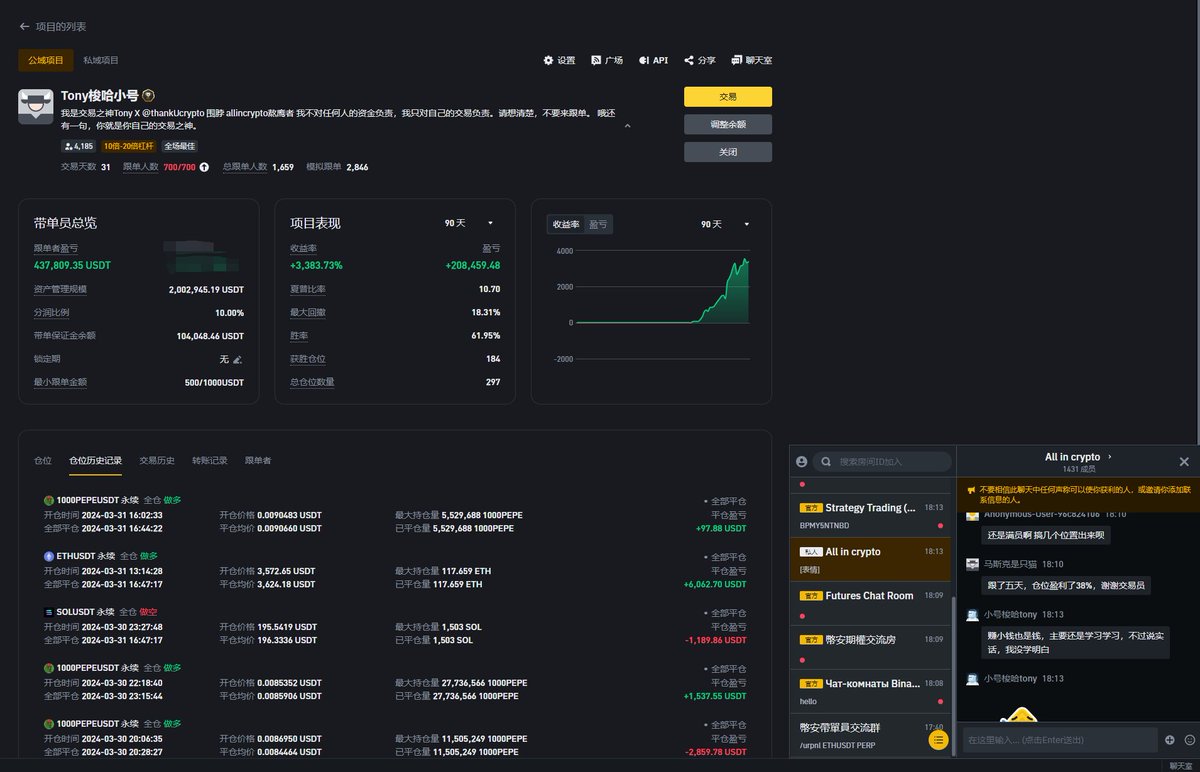 ← 项目的列表
公域项目 私域项目
设置 广场 API 分享 聊天室
Tony梭哈小号
我是交易之神Tony X @thankUcrypto 围脖 allincrypto敖鹰者 我不对任何人的资金负责，我只对自己的交易负责。请想清楚，不要来跟单。 哦还
有一句，你就是你自己的交易之神。
4,185 10倍-20倍杠杆 全场最佳
交易天数 31 跟单人数 700/700 总跟单人数 1,659 模拟跟单 2,846
交易
调整余额
关闭
带单员总览
跟单者盈亏
437,809.35 USDT
资产管理规模 2,002,945.19 USDT
分润比例 10.00%
带单保证金余额 104,048.46 USDT
锁定期 无
最小跟单金额 500/1000USDT
项目表现 90 天
收益率 盈亏
+3,383.73% +208,459.48
夏普比率 10.70
最大回撤 18.31%
胜率 61.95%
获胜仓位 184
总仓位数量 297
收益率 盈亏 90 天
4000
2000
0
-2000
仓位 仓位历史记录 交易历史 转账记录 跟单者
1000PEPEUSDT 永续 全仓 做多 全部平仓
开仓时间 2024-03-31 16:02:33 开仓价格 0.0090483 USDT 最大持仓量 5,529,688 1000PEPE 平仓盈亏
全部平仓 2024-03-31 16:44:22 平仓均价 0.0090660 USDT 已平仓量 5,529,688 1000PEPE +97.88 USDT
ETHUSDT 永续 全仓 做多 全部平仓
开仓时间 2024-03-31 13:14:28 开仓价格 3,572.65 USDT 最大持仓量 117.659 ETH 平仓盈亏
全部平仓 2024-03-31 16:47:17 平仓均价 3,624.18 USDT 已平仓量 117.659 ETH +6,062.70 USDT
SOLUSDT 永续 全仓 做空 全部平仓
开仓时间 2024-03-30 23:27:48 开仓价格 195.5419 USDT 最大持仓量 1,503 SOL 平仓盈亏
全部平仓 2024-03-31 16:47:17 平仓均价 196.3336 USDT 已平仓量 1,503 SOL -1,189.86 USDT
1000PEPEUSDT 永续 全仓 做多 全部平仓
开仓时间 2024-03-30 22:18:40 开仓价格 0.0085352 USDT 最大持仓量 27,736,566 1000PEPE 平仓盈亏
全部平仓 2024-03-30 23:15:44 平仓均价 0.0085906 USDT 已平仓量 27,736,566 1000PEPE +1,537.55 USDT
1000PEPEUSDT 永续 全仓 做多 全部平仓
开仓时间 2024-03-30 20:06:35 开仓价格 0.0086950 USDT 最大持仓量 11,505,249 1000PEPE 平仓盈亏
全部平仓 2024-03-30 20:28:27 平仓均价 0.0084464 USDT 已平仓量 11,505,249 1000PEPE -2,859.78 USDT
搜索房间ID加入
官方 Strategy Trading (... 18:13
BPMY5NTNBD
私人 All in crypto 18:13
[表情]
官方 Futures Chat Room 18:09
官方 幣安期權交流房 18:09
官方 Чат-комнаты Bina... 18:08
hello
幣安帶單員交流群 17:40
/urpnl ETHUSDT PERP
All in crypto
1431 成员
不要相信此聊天中任何声称可以使你获利的人，或邀请你添加联
系信息的人。
Anonymous-User-96c824106 18:10
还是满员啊 搞几个位置出来呗
马斯克是只猫 18:10
跟了五天，仓位盈利了38%，谢谢交易员
小号梭哈tony 18:13
赚小钱也是钱，主要还是学习学习，不过说实
话，我没学明白
小号梭哈tony 18:13
在这里输入... (点击Enter送出)
聊天室